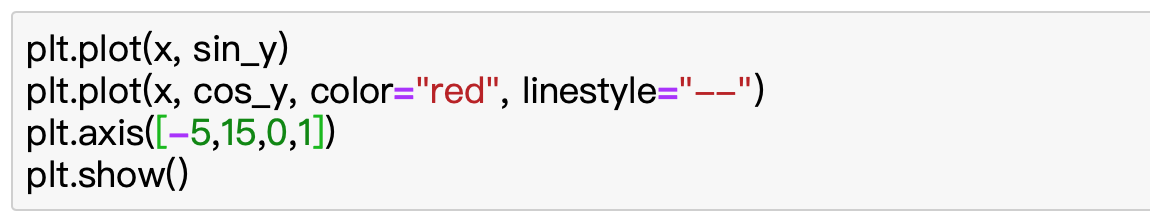 plt.plot(x, sin_y)
plt.plot(x, cos_y, color="red", linestyle="--")
plt.axis([-5,15,0,1])
plt.show()